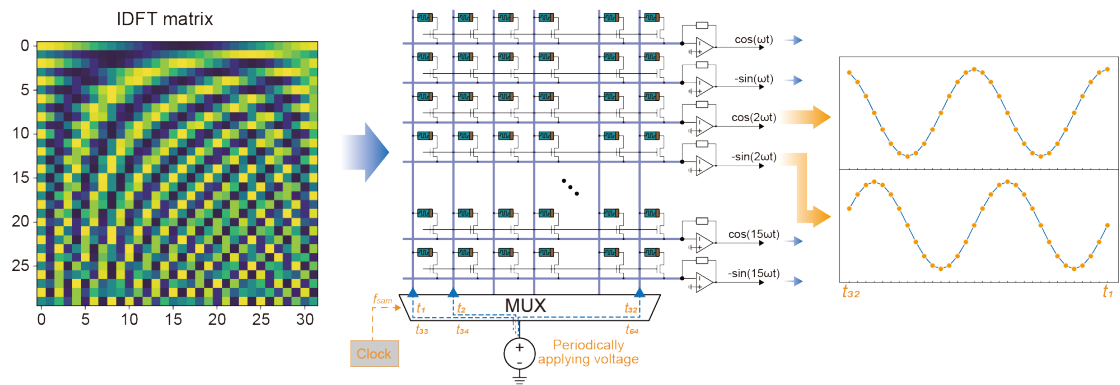 IDFT matrix
0
5
10
15
20
25
0 5 10 15 20 25 30
cos(ωt)
-sin(ωt)
cos(2ωt)
-sin(2ωt)
cos(15ωt)
-sin(15ωt)
MUX
f_sam
t_1 t_2 t_32
t_33 t_34 t_64
Clock
+
-
Periodically
applying voltage
t_32 t_1